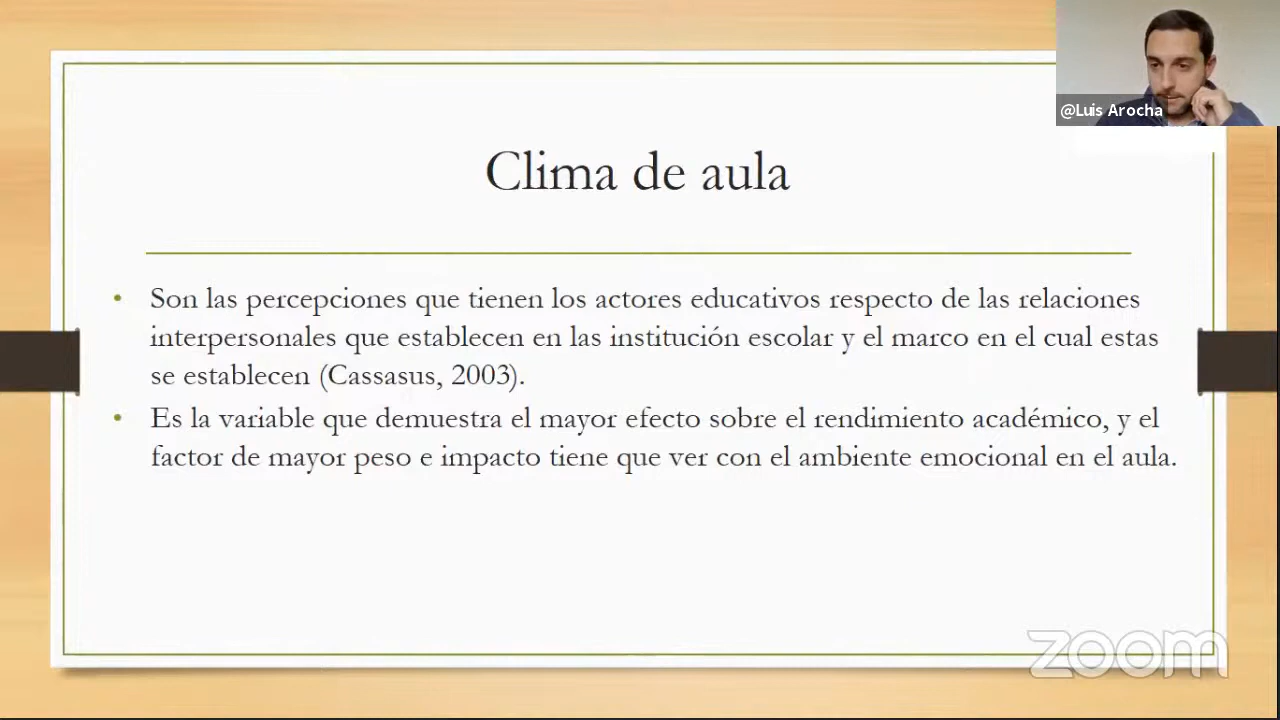 @Luis Arocha
Clima de aula
• Son las percepciones que tienen los actores educativos respecto de las relaciones
interpersonales que establecen en las institución escolar y el marco en el cual estas
se establecen (Cassasus, 2003).
• Es la variable que demuestra el mayor efecto sobre el rendimiento académico, y el
factor de mayor peso e impacto tiene que ver con el ambiente emocional en el aula.
zoom